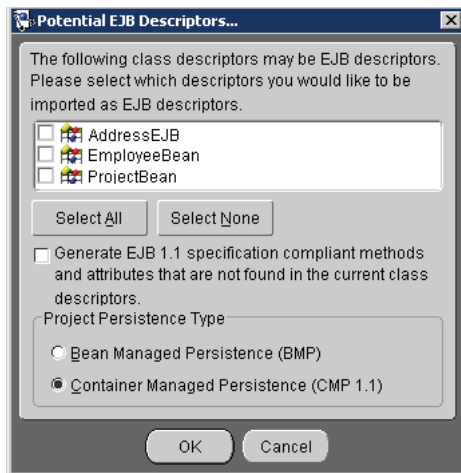 Potential EJB Descriptors...
The following class descriptors may be EJB descriptors.
Please select which descriptors you would like to be
imported as EJB descriptors.
AddressEJB
EmployeeBean
ProjectBean
Select All
Select None
Generate EJB 1.1 specification compliant methods
and attributes that are not found in the current class
descriptors.
Project Persistence Type
Bean Managed Persistence (BMP)
Container Managed Persistence (CMP 1.1)
OK
Cancel